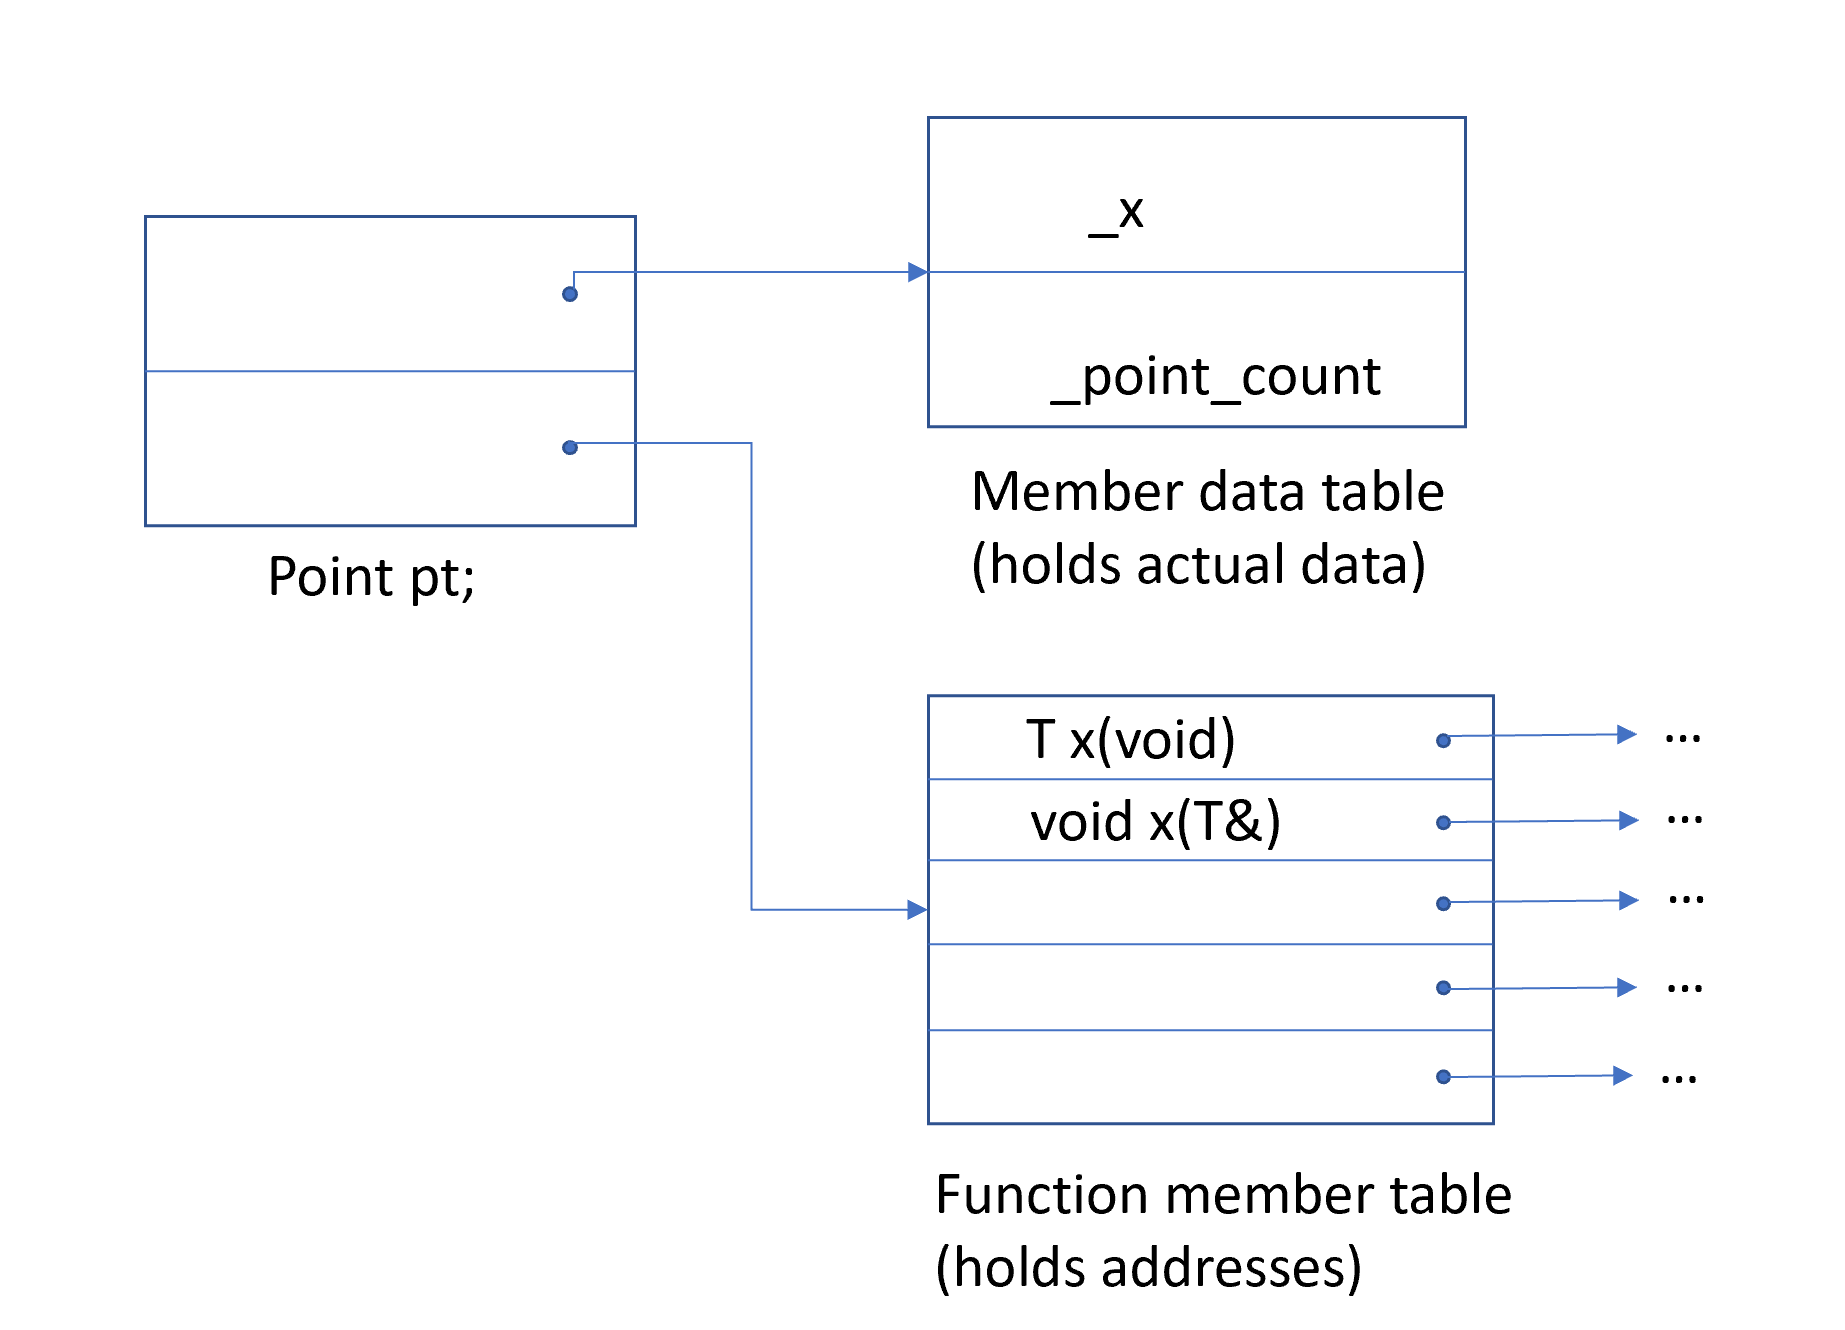 _x
_point_count
Point pt;
Member data table
(holds actual data)
T x(void)
...
void x(T&)
...
...
...
...
Function member table
(holds addresses)